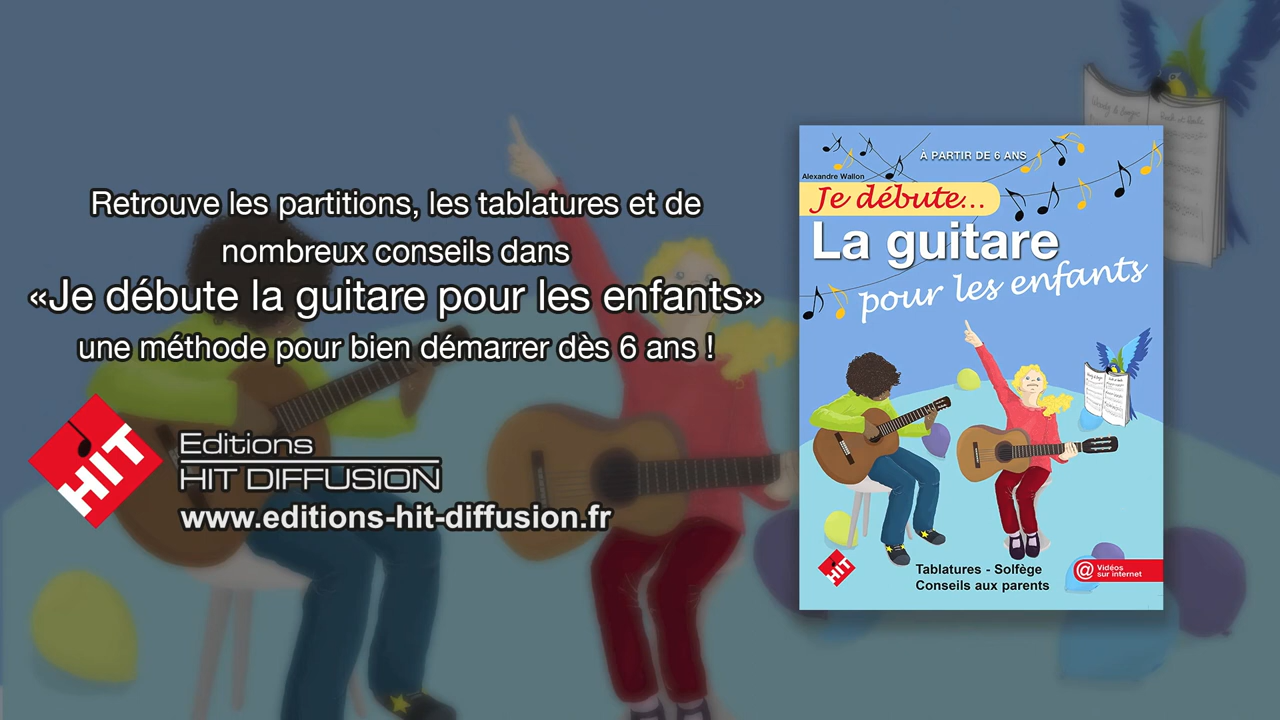 Retrouve les partitions, les tablatures et de
nombreux conseils dans
«Je débute la guitare pour les enfants»
une méthode pour bien démarrer dès 6 ans !
HIT
Editions
HIT DIFFUSION
www.editions-hit-diffusion.fr
À PARTIR DE 6 ANS
Alexandre Wallon
Je débute...
La guitare
pour les enfants
HIT
Tablatures - Solfège
Conseils aux parents
@ Vidéos
sur internet